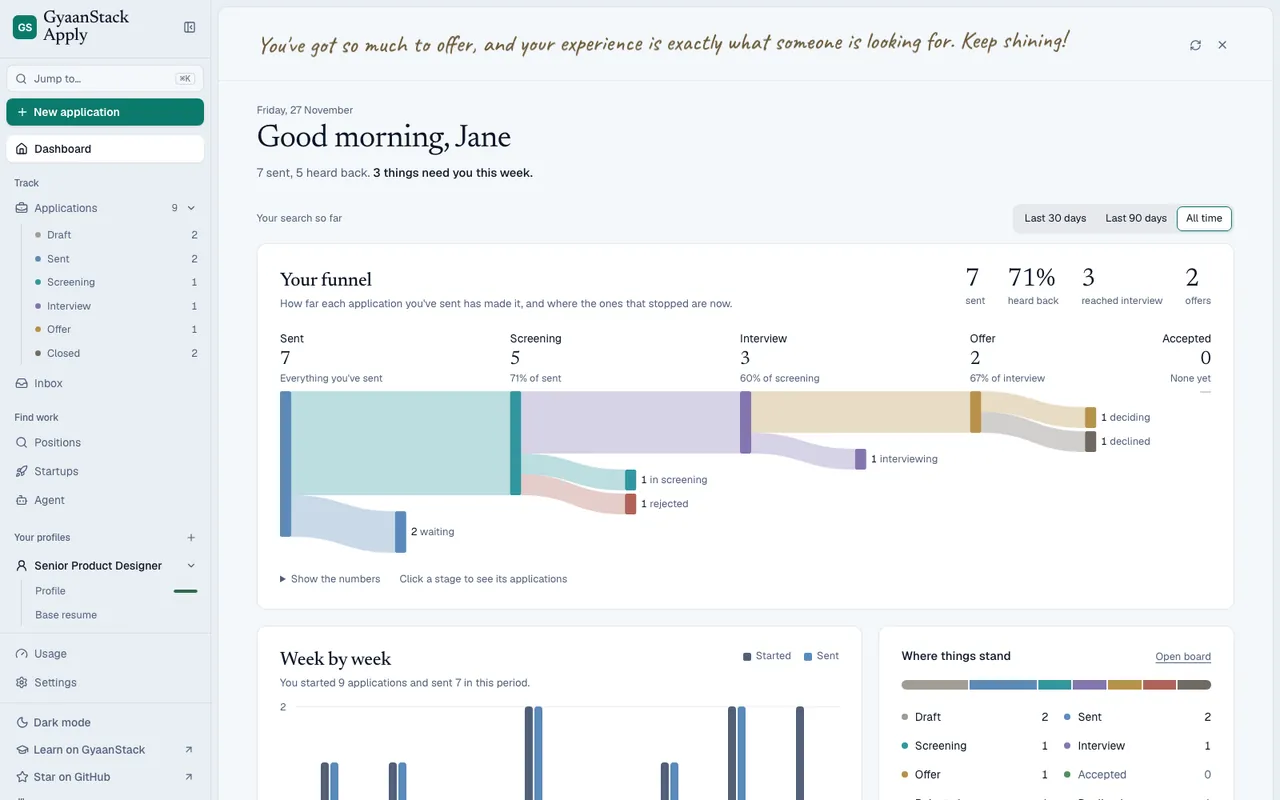 GS
GyaanStack
Apply
Jump to...
⌘K
New application
Dashboard
Track
Applications 9
Draft 2
Sent 2
Screening 1
Interview 1
Offer 1
Closed 2
Inbox
Find work
Positions
Startups
Agent
Your profiles
Senior Product Designer
Profile
Base resume
Usage
Settings
Dark mode
Learn on GyaanStack
Star on GitHub
You've got so much to offer, and your experience is exactly what someone is looking for. Keep shining!
Friday, 27 November
Good morning, Jane
7 sent, 5 heard back. 3 things need you this week.
Your search so far
Last 30 days Last 90 days All time
Your funnel
How far each application you've sent has made it, and where the ones that stopped are now.
7 71% 3 2
sent heard back reached interview offers
Sent Screening Interview Offer Accepted
7 5 3 2 0
Everything you've sent 71% of sent 60% of screening 67% of interview None yet
—
1 deciding
1 declined
1 interviewing
1 in screening
1 rejected
2 waiting
Show the numbers Click a stage to see its applications
Week by week
Started Sent
You started 9 applications and sent 7 in this period.
2
Where things stand
Open board
Draft 2 Sent 2
Screening 1 Interview 1
Offer 1 Accepted 0